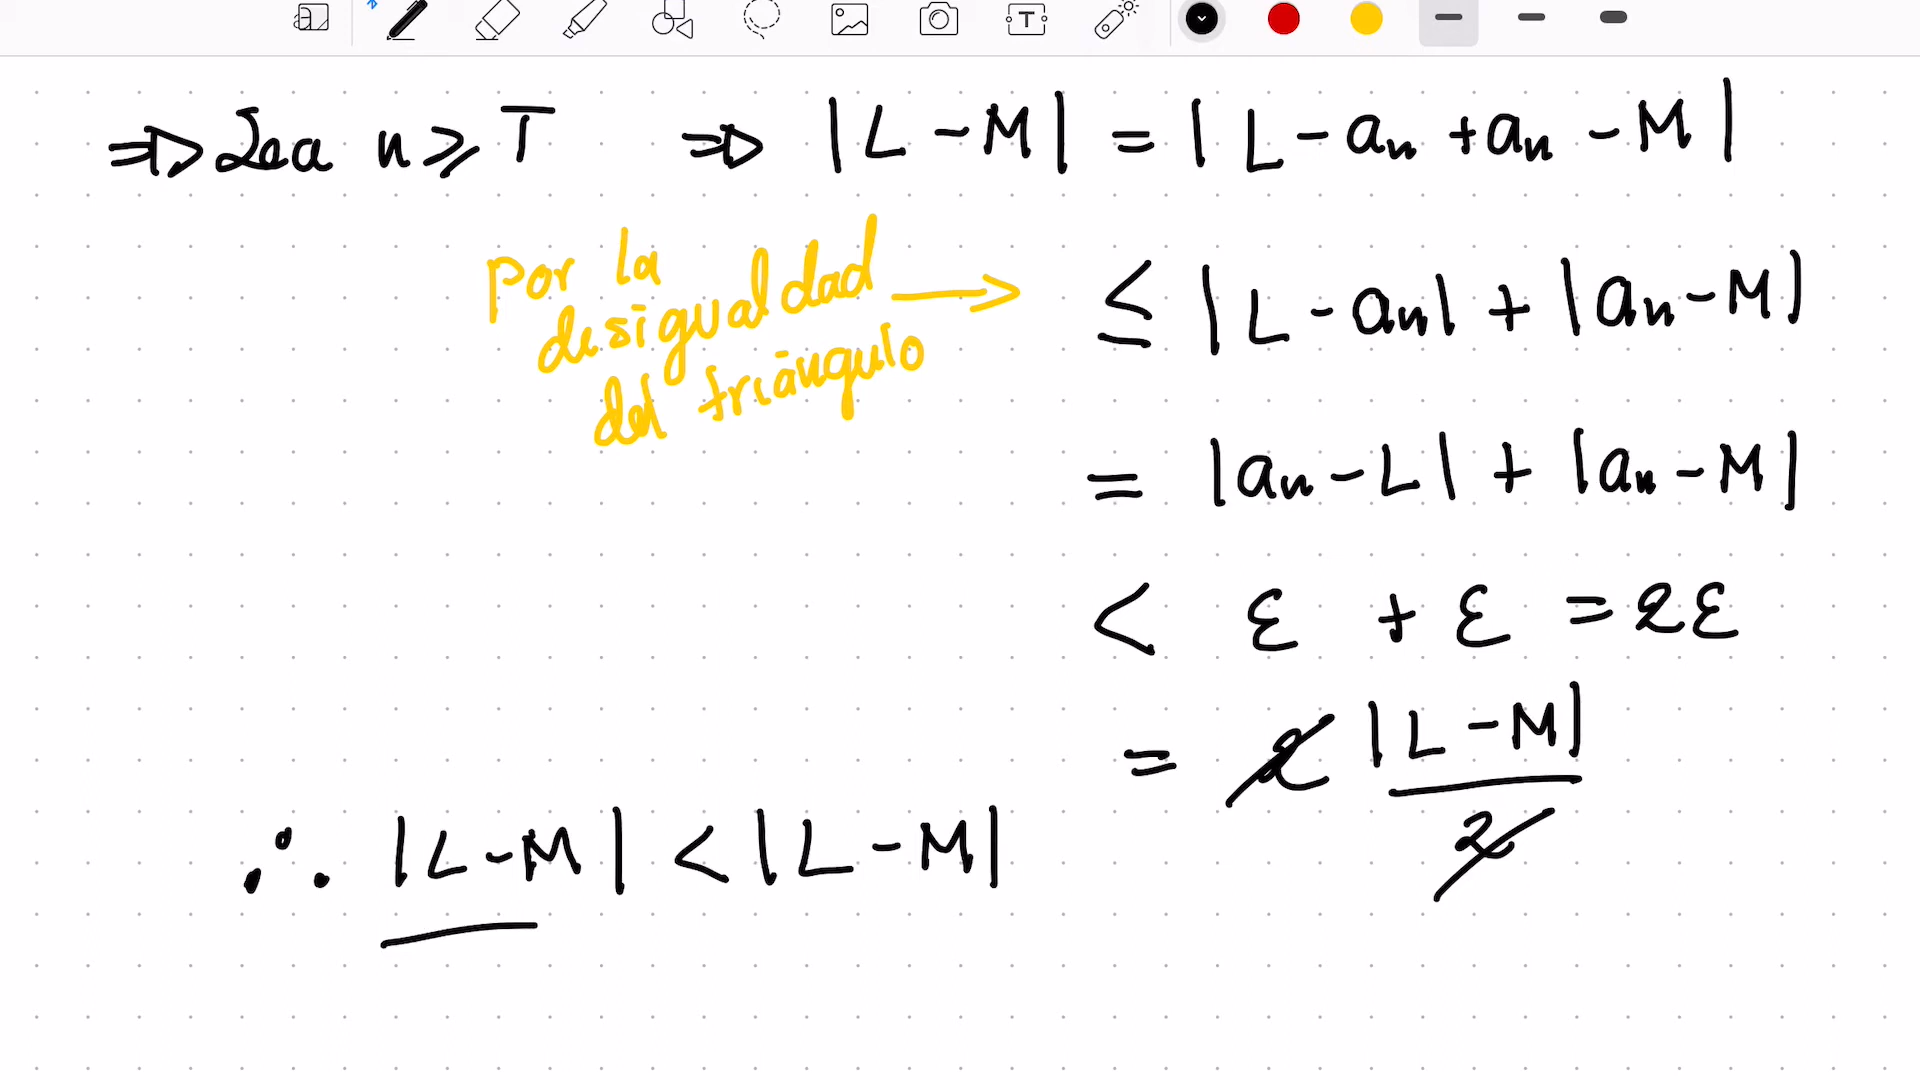 ⇒ Sea n ≥ T ⇒ |L - M| = |L - aₙ + aₙ - M|
por la
desigualdad →
del triángulo
≤ |L - aₙ| + |aₙ - M|
= |aₙ - L| + |aₙ - M|
< ε + ε = 2ε
= 2 |L - M| / 2
∴ |L - M| < |L - M|